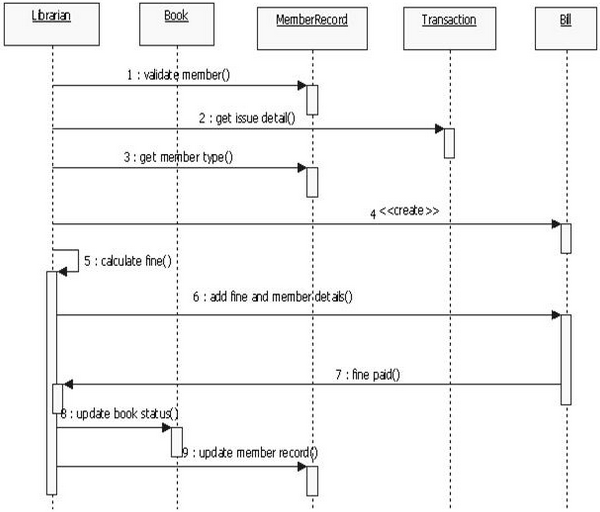 Librarian Book MemberRecord Transaction Bill
1 : validate member()
2 : get issue detail()
3 : get member type()
4 <<create>>
5 : calculate fine()
6 : add fine and member details()
7 : fine paid()
8 : update book status()
9 : update member record()